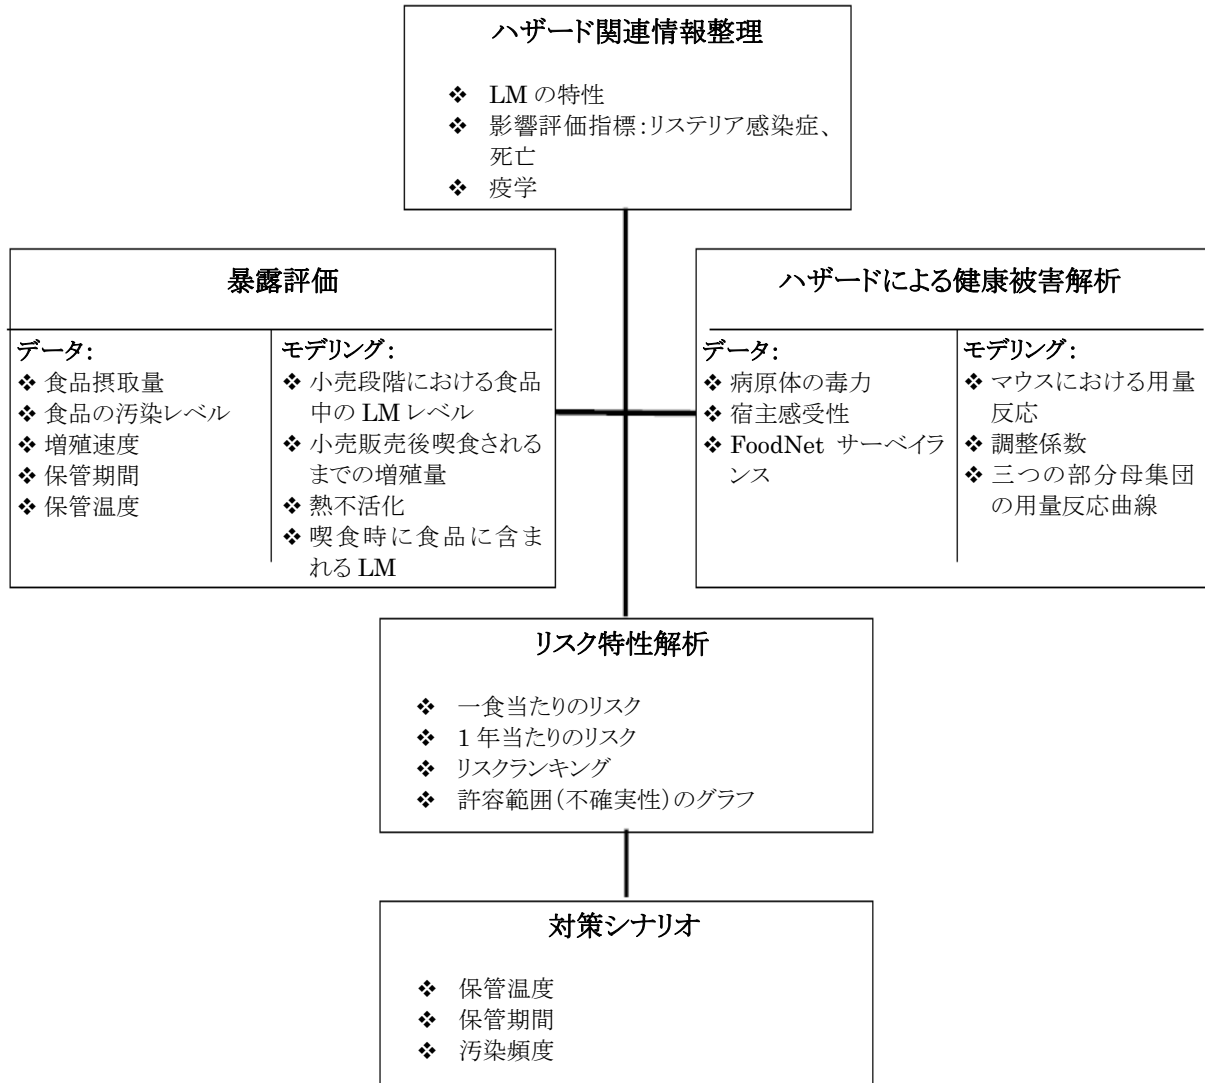 ハザード関連情報整理
❖ LM の特性
❖ 影響評価指標：リステリア感染症、
死亡
❖ 疫学
暴露評価
データ：
❖ 食品摂取量
❖ 食品の汚染レベル
❖ 増殖速度
❖ 保管期間
❖ 保管温度
モデリング：
❖ 小売段階における食品
中の LM レベル
❖ 小売販売後喫食される
までの増殖量
❖ 熱不活化
❖ 喫食時に食品に含ま
れる LM
ハザードによる健康被害解析
データ：
❖ 病原体の毒力
❖ 宿主感受性
❖ FoodNet サーベイラ
ンス
モデリング：
❖ マウスにおける用量
反応
❖ 調整係数
❖ 三つの部分母集団
の用量反応曲線
リスク特性解析
❖ 一食当たりのリスク
❖ 1 年当たりのリスク
❖ リスクランキング
❖ 許容範囲（不確実性）のグラフ
対策シナリオ
❖ 保管温度
❖ 保管期間
❖ 汚染頻度